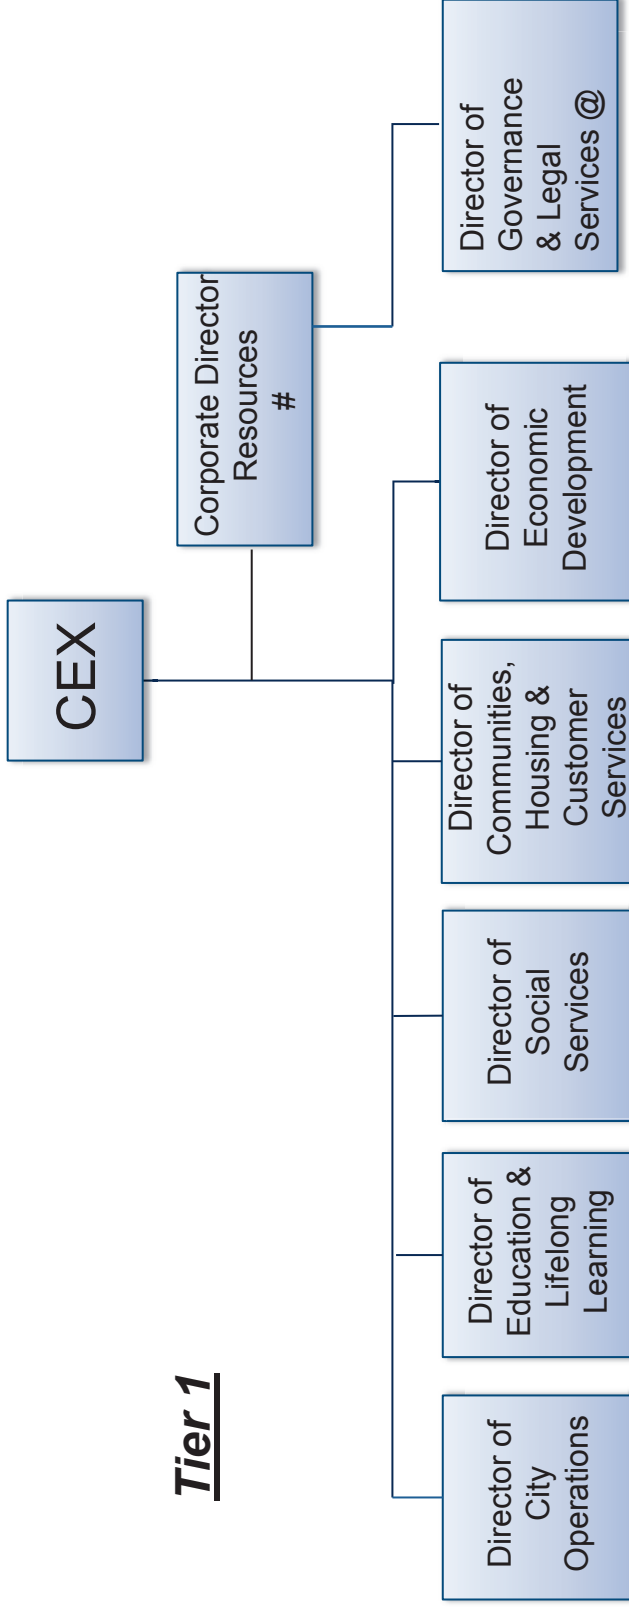 CEX
Corporate Director
Resources
#
Tier 1
Director of
City
Operations
Director of
Education &
Lifelong
Learning
Director of
Social
Services
Director of
Communities,
Housing &
Customer
Services
Director of
Economic
Development
Director of
Governance
& Legal
Services @